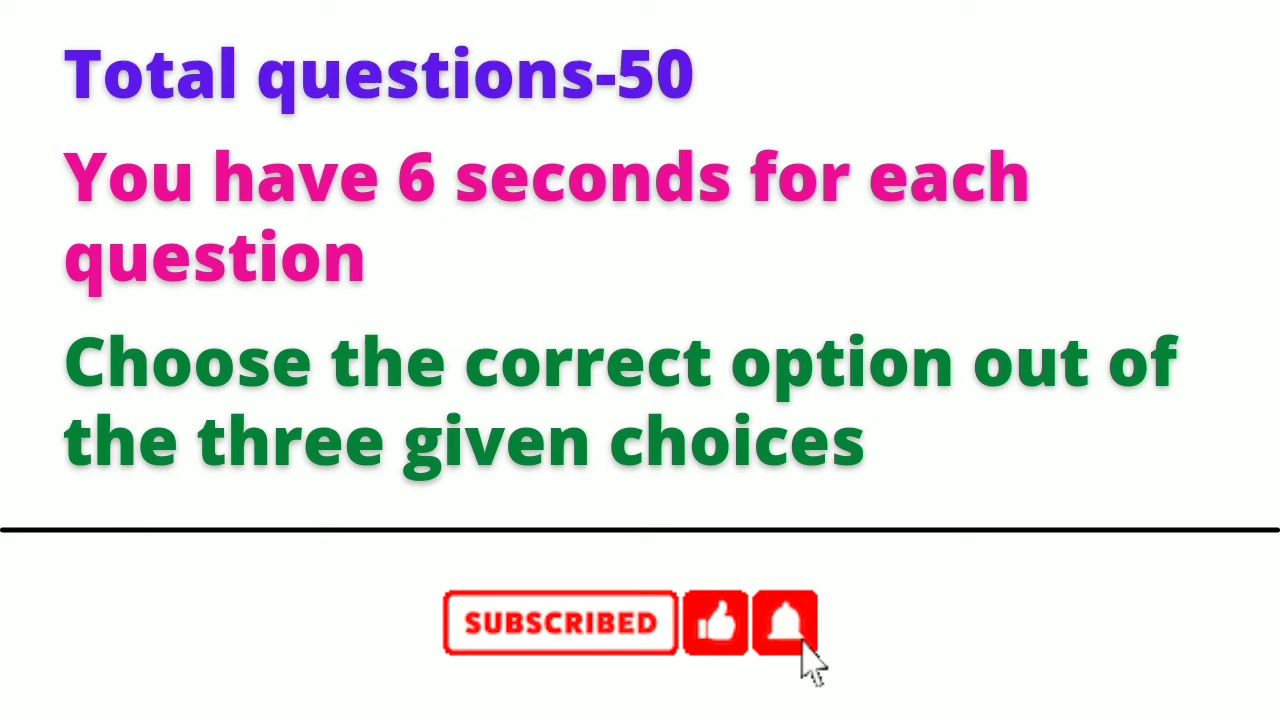 Total questions-50
You have 6 seconds for each
question
Choose the correct option out of
the three given choices
SUBSCRIBED